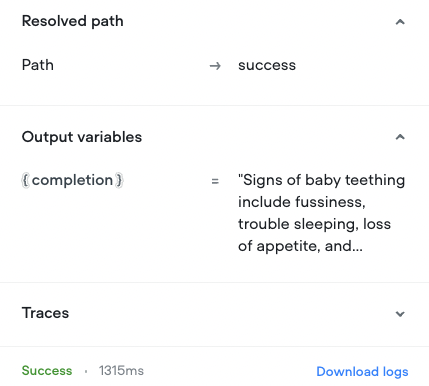 Resolved path
Path → success
Output variables
{completion} = "Signs of baby teething
include fussiness,
trouble sleeping, loss
of appetite, and...
Traces
Success · 1315ms Download logs